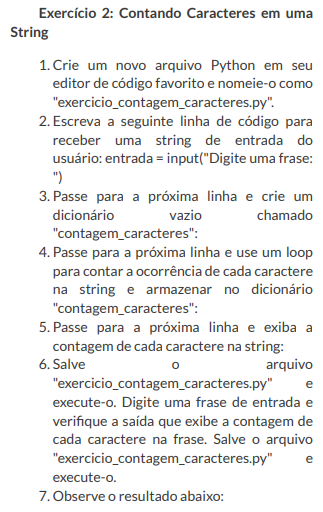 Exercício 2: Contando Caracteres em uma
String
1. Crie um novo arquivo Python em seu
editor de código favorito e nomeie-o como
"exercicio_contagem_caracteres.py".
2. Escreva a seguinte linha de código para
receber uma string de entrada do
usuário: entrada = input("Digite uma frase:
")
3. Passe para a próxima linha e crie um
dicionário vazio chamado
"contagem_caracteres":
4. Passe para a próxima linha e use um loop
para contar a ocorrência de cada caractere
na string e armazenar no dicionário
"contagem_caracteres":
5. Passe para a próxima linha e exiba a
contagem de cada caractere na string:
6. Salve o arquivo
"exercicio_contagem_caracteres.py" e
execute-o. Digite uma frase de entrada e
verifique a saída que exibe a contagem de
cada caractere na frase. Salve o arquivo
"exercicio_contagem_caracteres.py" e
execute-o.
7. Observe o resultado abaixo: